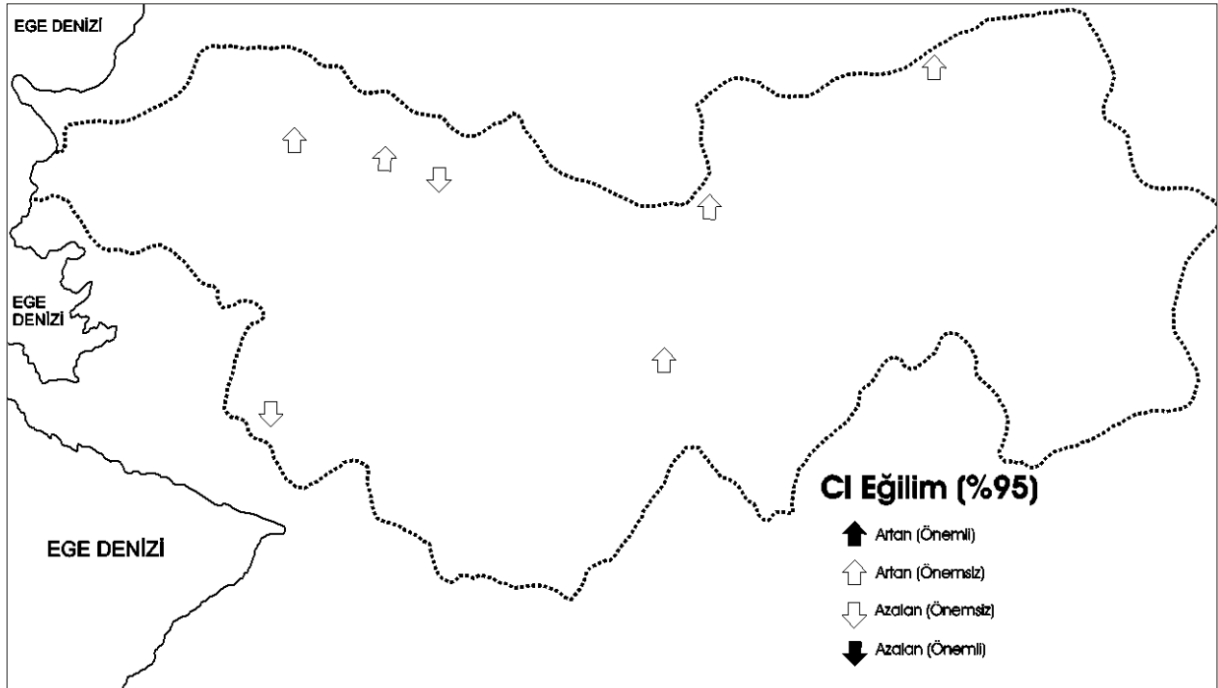 EGE DENİZİ
EGE
DENİZİ
EGE DENİZİ
Cl Eğilim (%95)
Artan (Önemli)
Artan (Önemsiz)
Azalan (Önemsiz)
Azalan (Önemli)